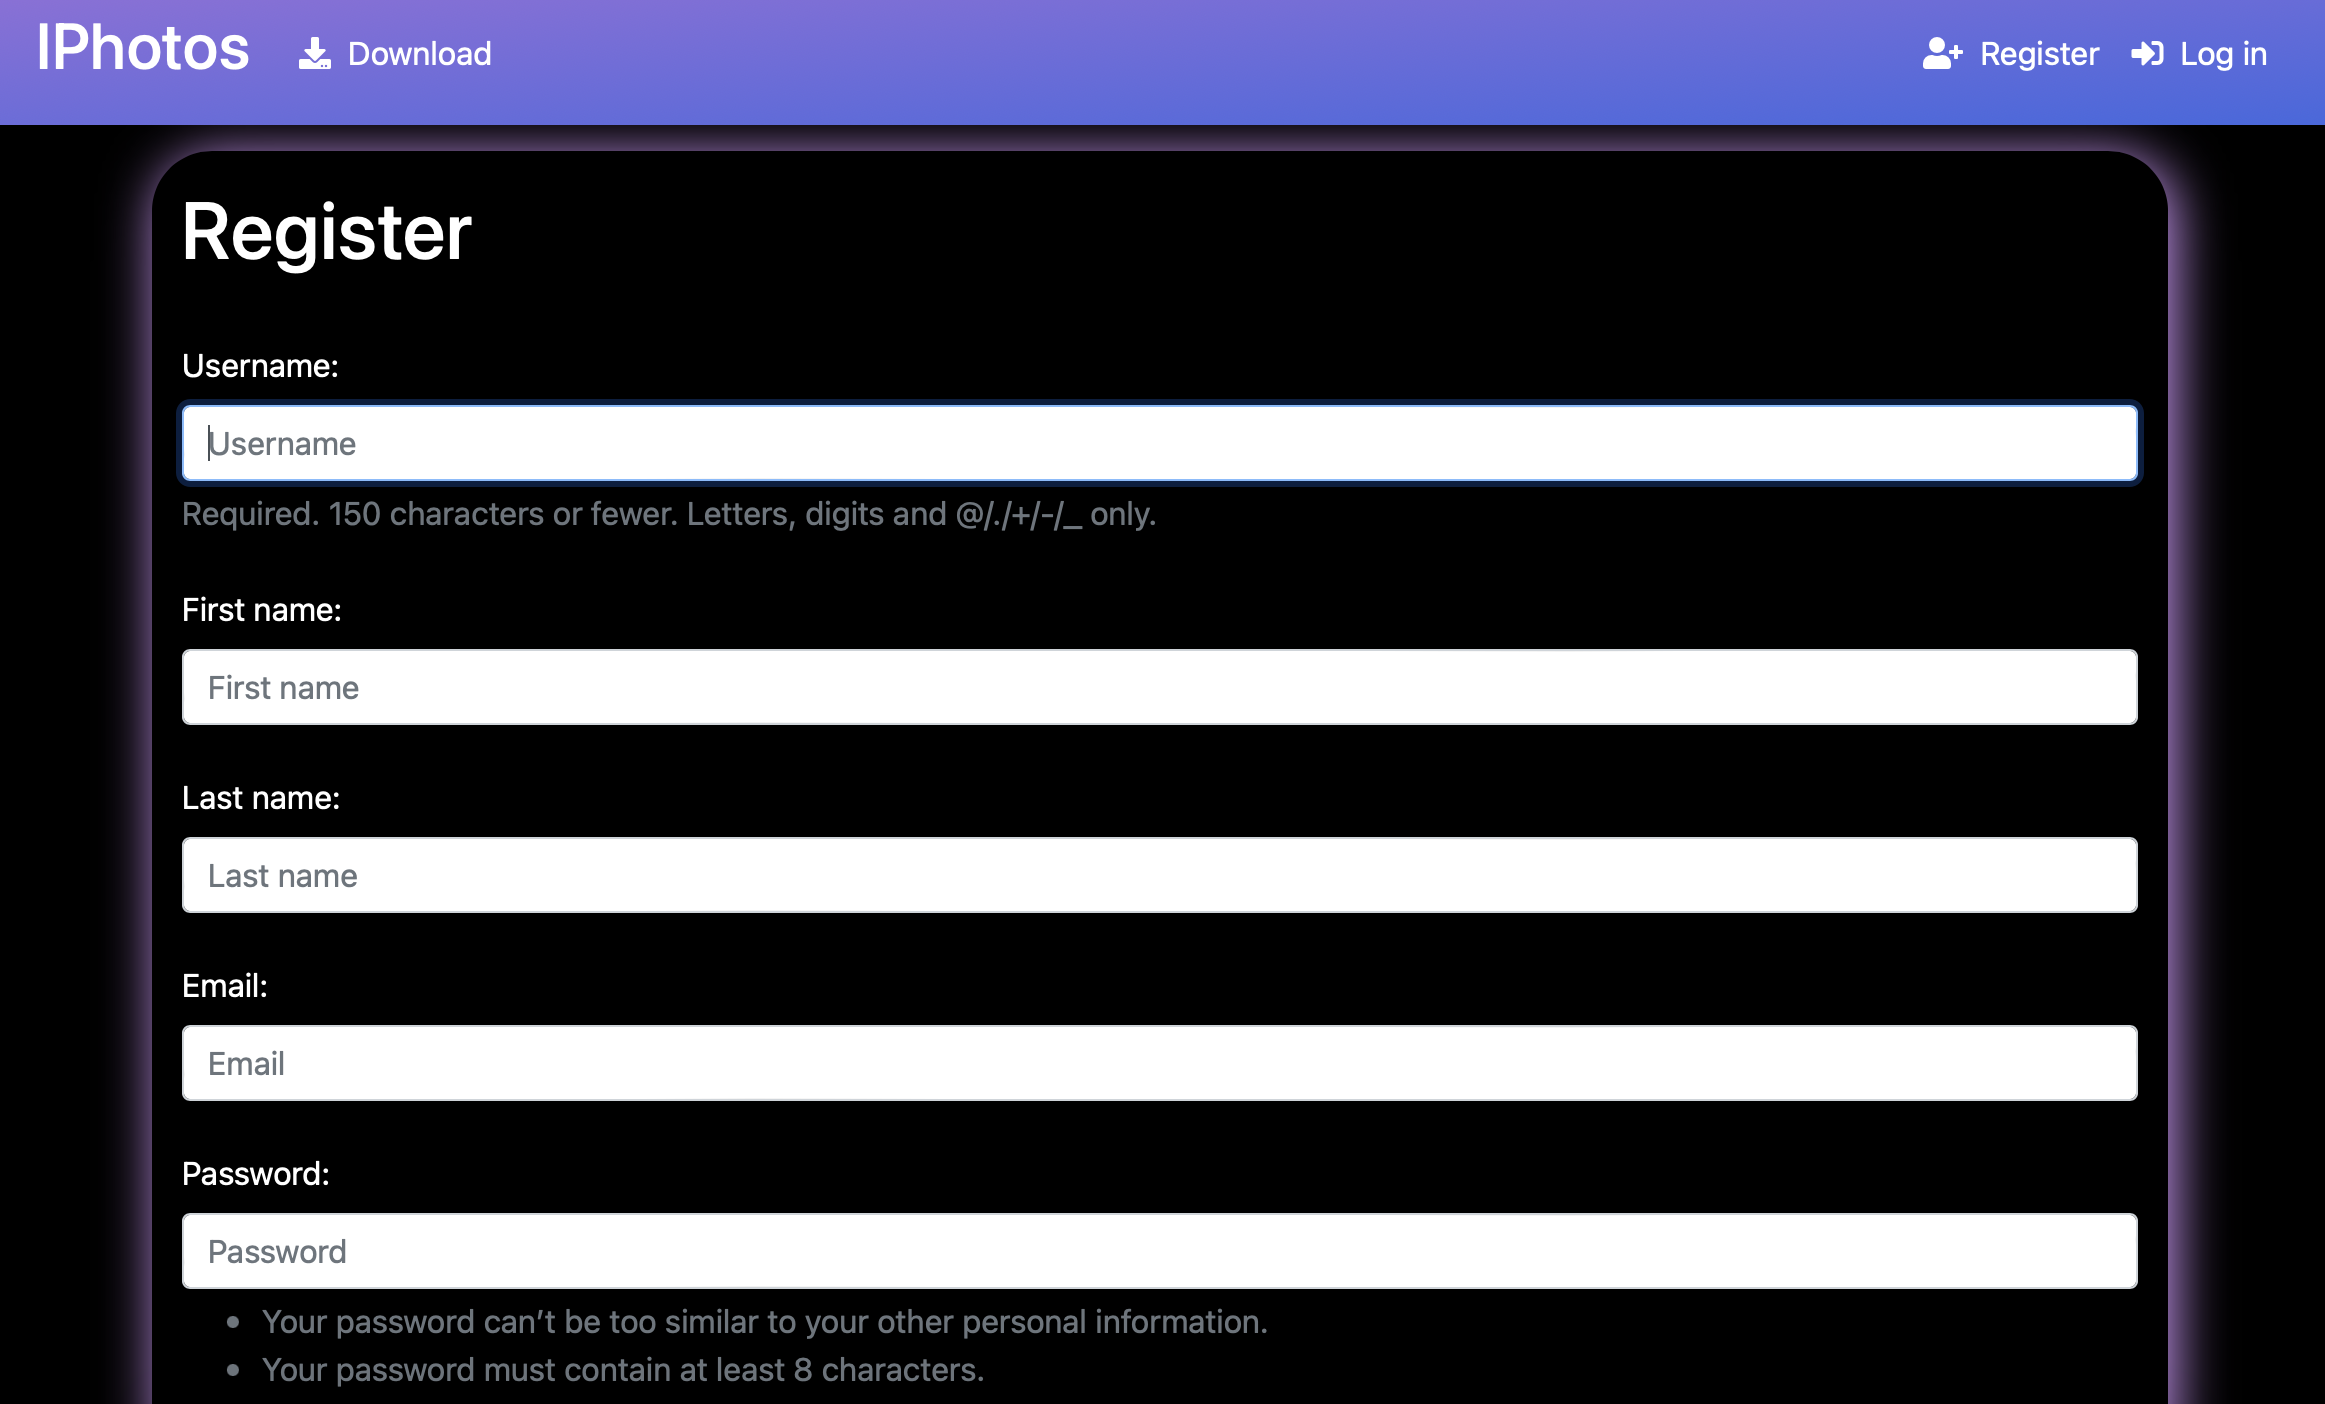 IPhotos Download Register Log in
Register
Username:
Username
Required. 150 characters or fewer. Letters, digits and @/./+/-/_ only.
First name:
First name
Last name:
Last name
Email:
Email
Password:
Password
• Your password can’t be too similar to your other personal information.
• Your password must contain at least 8 characters.